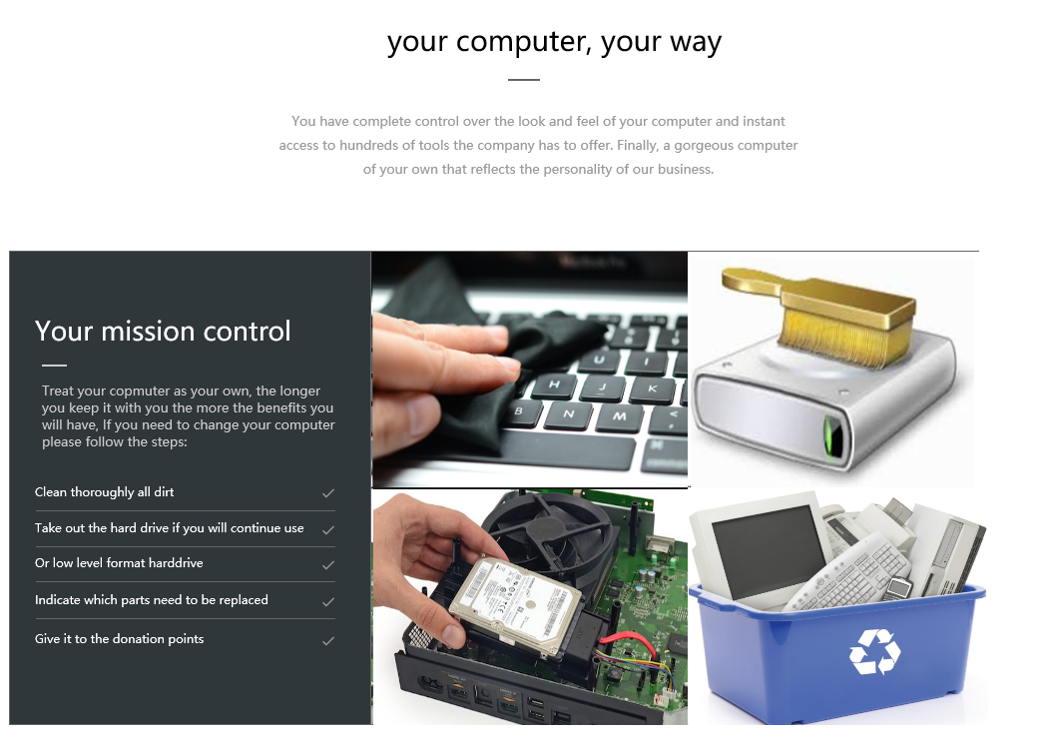 your computer, your way
You have complete control over the look and feel of your computer and instant
access to hundreds of tools the company has to offer. Finally, a gorgeous computer
of your own that reflects the personality of our business.
Your mission control
Treat your copmuter as your own, the longer
you keep it with you the more the benefits you
will have, If you need to change your computer
please follow the steps:
Clean thoroughly all dirt
Take out the hard drive if you will continue use
Or low level format harddrive
Indicate which parts need to be replaced
Give it to the donation points
U I
H J K
B N M <